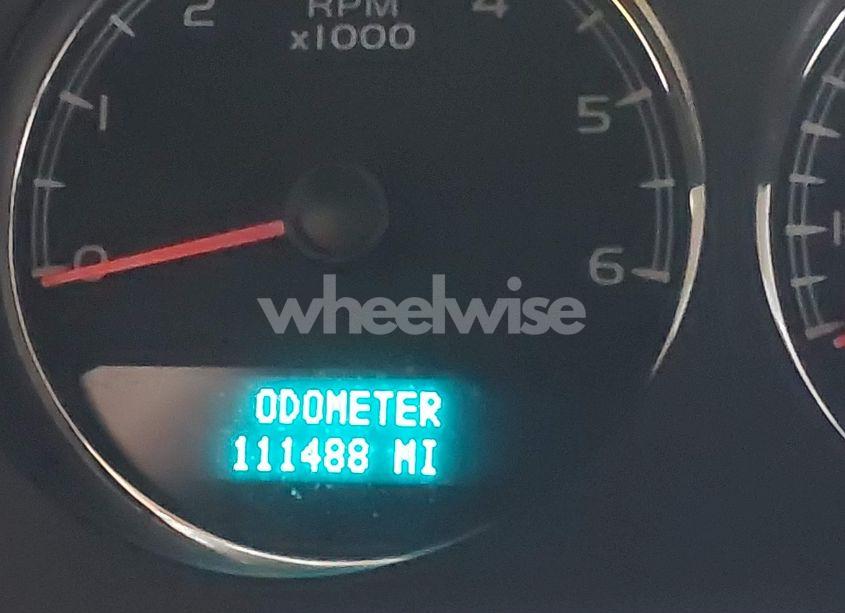 2
RPM
4
x1000
1
5
0
6
wheelwise
ODOMETER
111488 MI